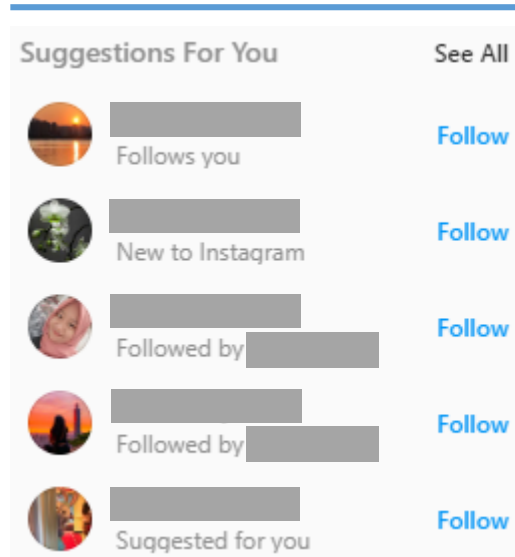 Suggestions For You See All
Follow
Follows you
Follow
New to Instagram
Follow
Followed by
Follow
Followed by
Follow
Suggested for you